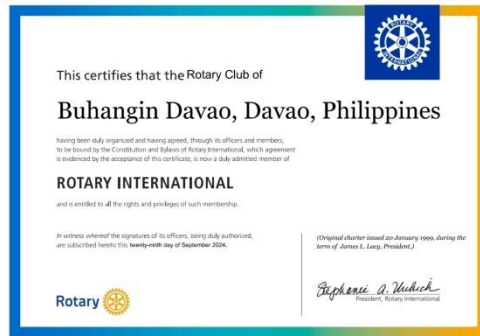 ROTARY
INTERNATIONAL
This certifies that the Rotary Club of
Buhangin Davao, Davao, Philippines
having been duly organized and having agreed, through its officers and members,
to be bound by the Constitution and Bylaws of Rotary International, which agreement
is evidenced by the acceptance of this certificate, is now a duly admitted member of
ROTARY INTERNATIONAL
and is entitled to all the rights and privileges of such membership.
In witness whereof the signatures of its officers, being duly authorized,
are subscribed hereto this twenty-ninth day of September 2024.
(Original charter issued 20 January 1999, during the
term of James L. Lacy, President.)
Stephanie A. Urchick
President, Rotary International
Rotary